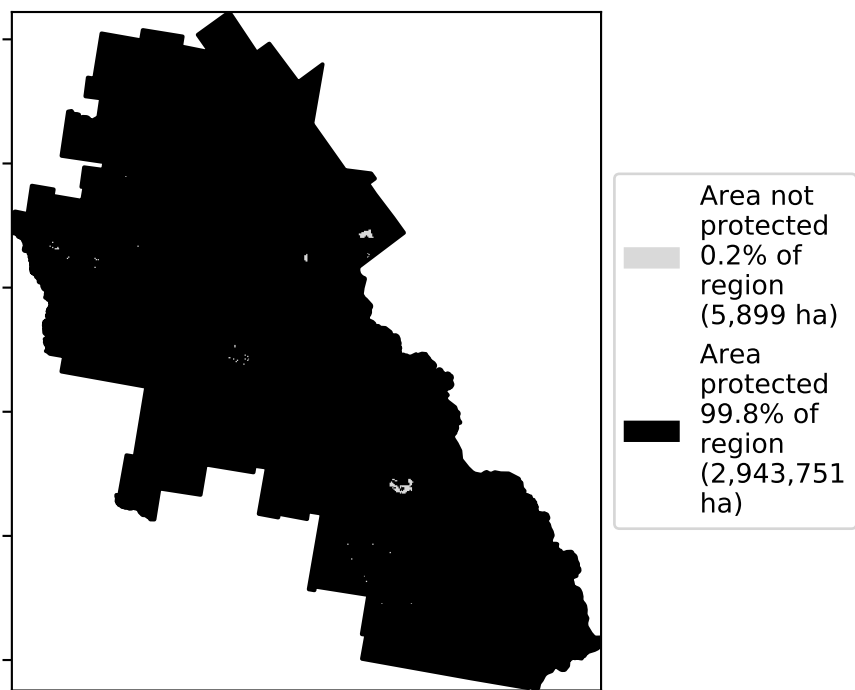 Area not
protected
0.2% of
region
(5,899 ha)
Area
protected
99.8% of
region
(2,943,751
ha)